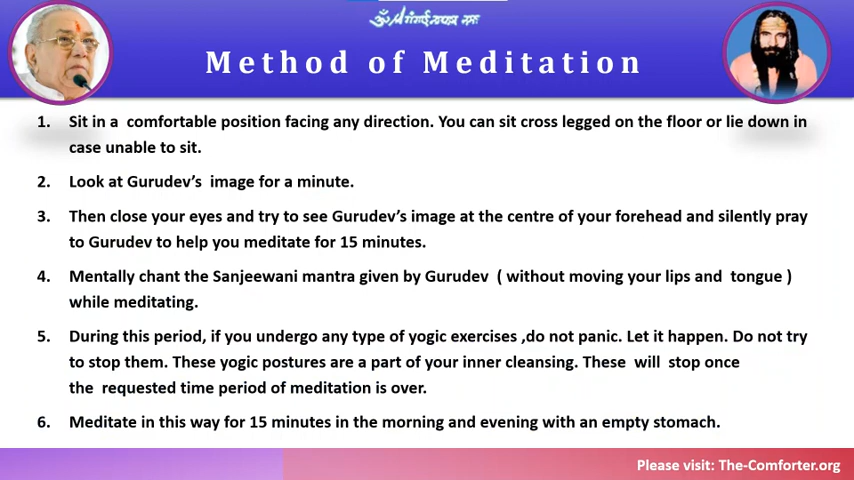 Method of Meditation
1. Sit in a comfortable position facing any direction. You can sit cross legged on the floor or lie down in
case unable to sit.
2. Look at Gurudev's image for a minute.
3. Then close your eyes and try to see Gurudev's image at the centre of your forehead and silently pray
to Gurudev to help you meditate for 15 minutes.
4. Mentally chant the Sanjeewani mantra given by Gurudev ( without moving your lips and tongue )
while meditating.
5. During this period, if you undergo any type of yogic exercises ,do not panic. Let it happen. Do not try
to stop them. These yogic postures are a part of your inner cleansing. These will stop once
the requested time period of meditation is over.
6. Meditate in this way for 15 minutes in the morning and evening with an empty stomach.
Please visit: The-Comforter.org